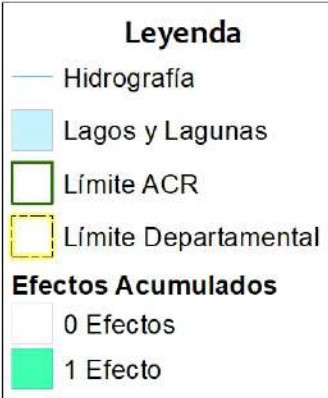 Leyenda
Hidrografía
Lagos y Lagunas
Límite ACR
Límite Departamental
Efectos Acumulados
0 Efectos
1 Efecto